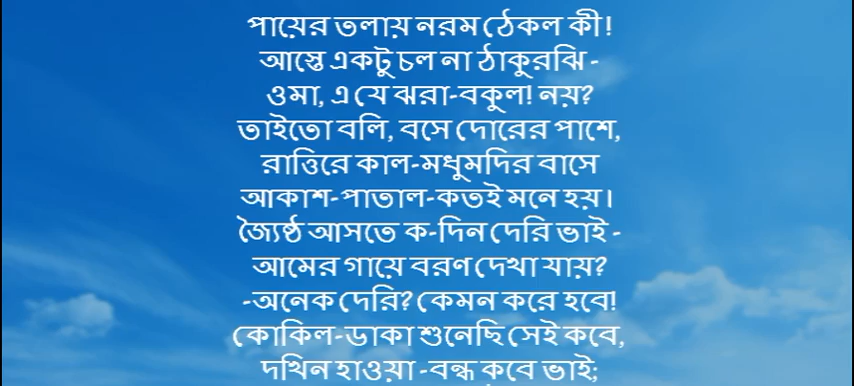 পায়ের তলায় নরম ঠেকল কী!
আস্তে একটু চল না ঠাকুরঝি -
ওমা, এ যে ঝরা-বকুল! নয়?
তাইতো বলি, বসে দোরের পাশে,
রাত্তিরে কাল-মধুমদির বাসে
আকাশ-পাতাল-কতই মনে হয়।
জ্যৈষ্ঠ আসতে ক-দিন দেরি ভাই -
আমের গায়ে বরণ দেখা যায়?
-অনেক দেরি? কেমন করে হবে!
কোকিল-ডাকা শুনেছি সেই কবে,
দখিন হাওয়া -বন্ধ কবে ভাই;